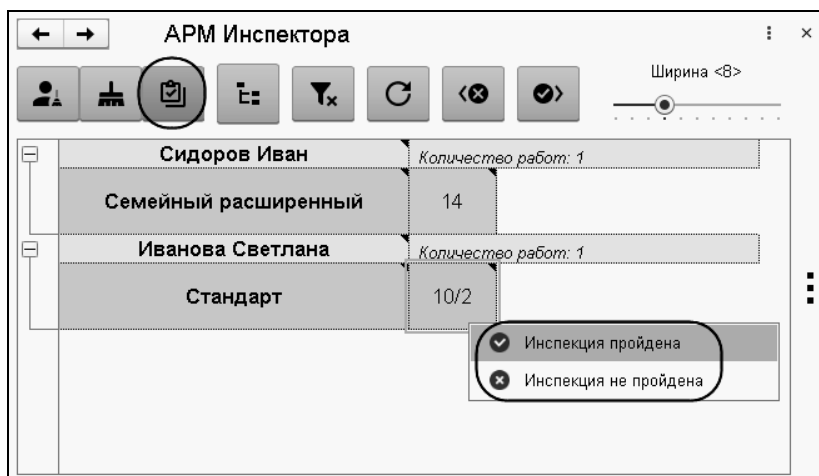 АРМ Инспектора
Ширина <8>
Сидоров Иван
Количество работ: 1
Семейный расширенный
14
Иванова Светлана
Количество работ: 1
Стандарт
10/2
Инспекция пройдена
Инспекция не пройдена